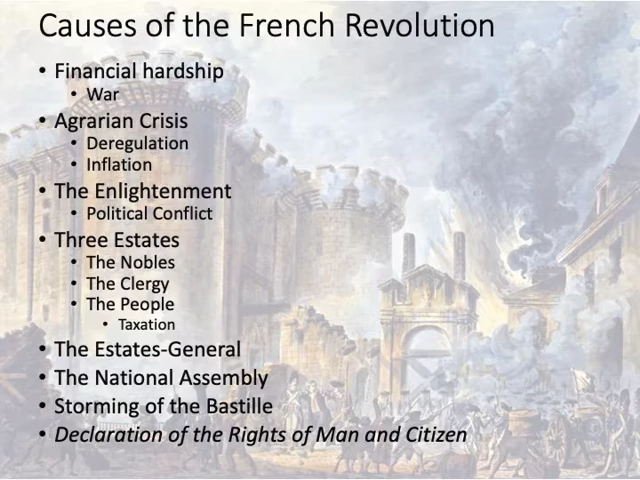 Causes of the French Revolution
• Financial hardship
• War
• Agrarian Crisis
• Deregulation
• Inflation
• The Enlightenment
• Political Conflict
• Three Estates
• The Nobles
• The Clergy
• The People
• Taxation
• The Estates-General
• The National Assembly
• Storming of the Bastille
• Declaration of the Rights of Man and Citizen